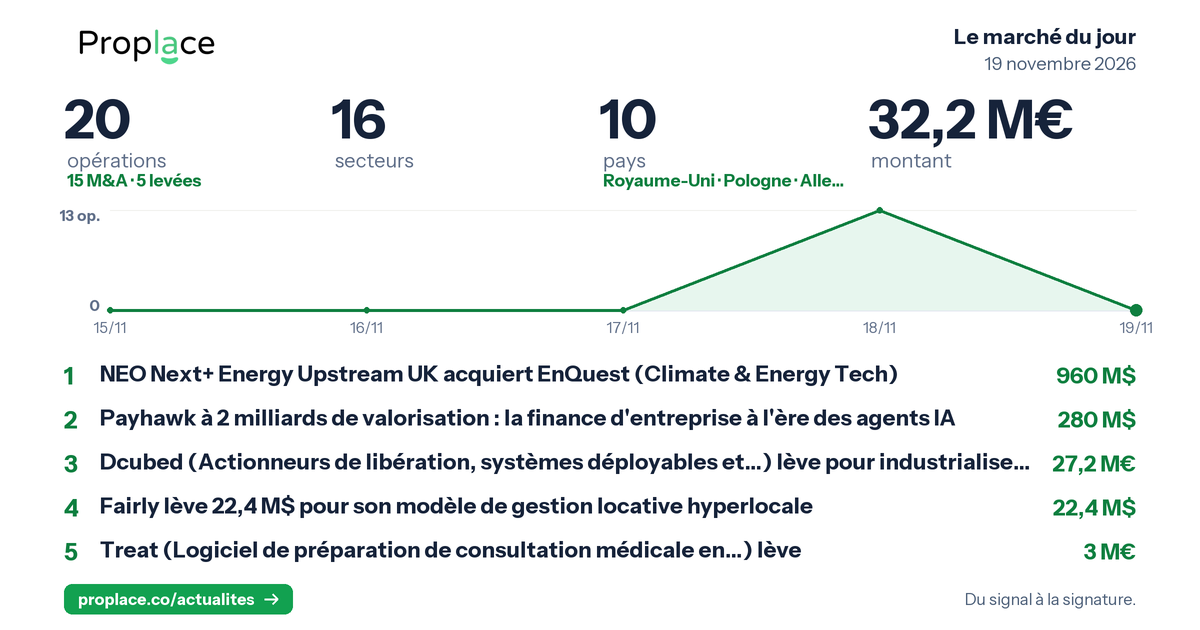 Proplace
Le marché du jour
19 novembre 2026
20
opérations
15 M&A · 5 levées
16
secteurs
10
pays
Royaume-Uni · Pologne · Alle...
32,2 M€
montant
13 op.
0
15/11
16/11
17/11
18/11
19/11
1 NEO Next+ Energy Upstream UK acquiert EnQuest (Climate & Energy Tech) 960 M$
2 Payhawk à 2 milliards de valorisation : la finance d'entreprise à l'ère des agents IA 280 M$
3 Dcubed (Actionneurs de libération, systèmes déployables et...) lève pour industrialise... 27,2 M€
4 Fairly lève 22,4 M$ pour son modèle de gestion locative hyperlocale 22,4 M$
5 Treat (Logiciel de préparation de consultation médicale en...) lève 3 M€
proplace.co/actualites →
Du signal à la signature.